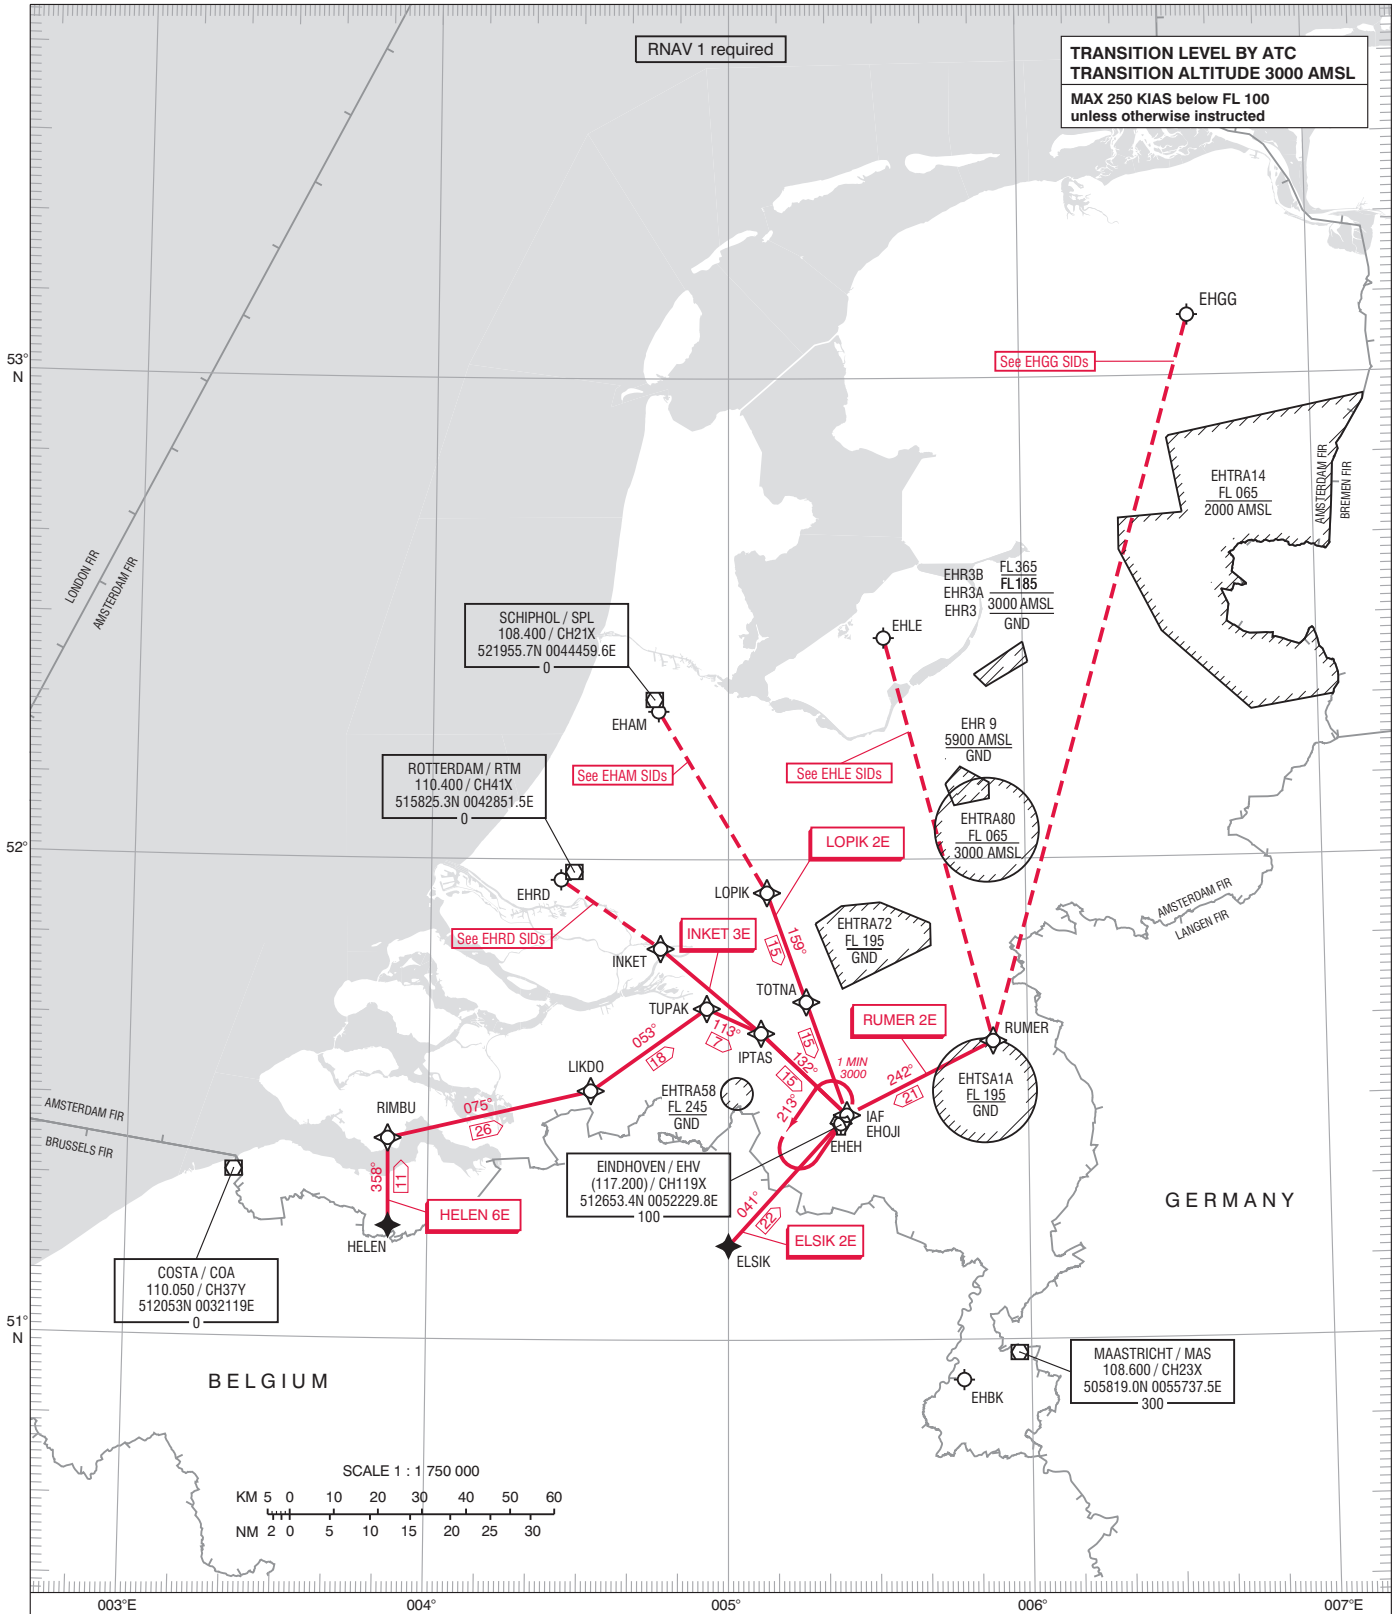 RNAV 1 required
TRANSITION LEVEL BY ATC
TRANSITION ALTITUDE 3000 AMSL
MAX 250 KIAS below FL 100
unless otherwise instructed
EHGG
See EHGG SIDs
53°
N
EHTRA14
FL 065
2000 AMSL
AMSTERDAM FIR
BREMEN FIR
LONDON FIR
AMSTERDAM FIR
EHR3B
EHR3A
EHR3
FL365
FL185
3000 AMSL
GND
EHLE
SCHIPHOL / SPL
108.400 / CH21X
521955.7N 0044459.6E
0
EHAM
EHR 9
5900 AMSL
GND
See EHAM SIDs
See EHLE SIDs
ROTTERDAM / RTM
110.400 / CH41X
515825.3N 0042851.5E
0
EHTRA80
FL 065
3000 AMSL
52°
N
LOPIK 2E
EHRD
LOPIK
AMSTERDAM FIR
LANGEN FIR
See EHRD SIDs
INKET 3E
159°
15
EHTRA72
FL 195
GND
INKET
TOTNA
TUPAK
RUMER 2E
RUMER
053°
18
113°
7
IPTAS
15
132°
15
1 MIN
3000
242°
21
LIKDO
EHTRA58
FL 245
GND
213°
EHTSA1A
FL 195
GND
AMSTERDAM FIR
BRUSSELS FIR
RIMBU
075°
26
IAF
EHOJI
EHEH
EINDHOVEN / EHV
(117.200) / CH119X
512653.4N 0052229.8E
100
358°
11
HELEN 6E
HELEN
041°
22
ELSIK 2E
ELSIK
GERMANY
COSTA / COA
110.050 / CH37Y
512053N 0032119E
0
51°
N
BELGIUM
MAASTRICHT / MAS
108.600 / CH23X
505819.0N 0055737.5E
300
EHBK
SCALE 1 : 1 750 000
KM 5 0 10 20 30 40 50 60
NM 2 0 5 10 15 20 25 30
003°E 004° 005° 006° 007°E